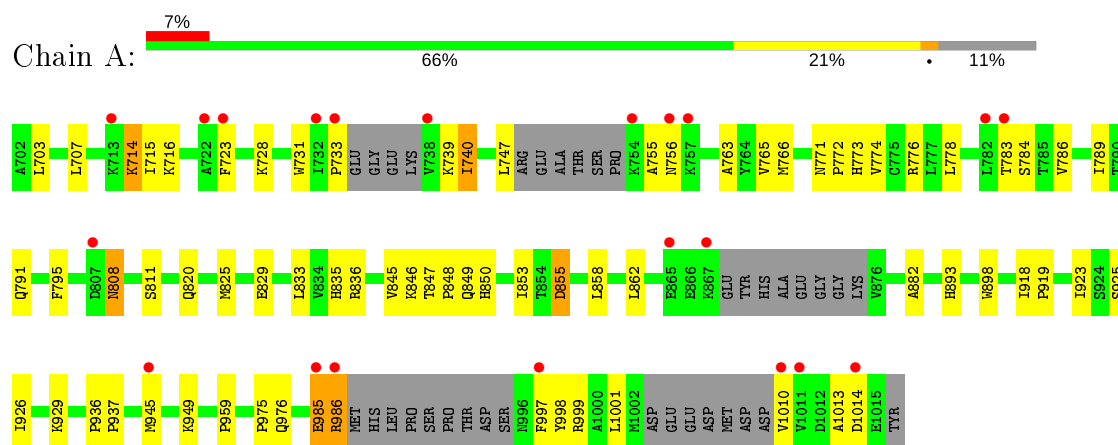 7%
Chain A:
66% 21% • 11%
A702 L703 L707 K713 K714 I715 K716 A722 F723 K728 W731 I732 P733 GLU GLY GLU LYS V738 K739 I740 L747 ARG GLU ALA THR SER PRO K754 A755 N756 K757 A763 Y764 V765 M766 N771 P772 H773 V774 C775 R776 L777 L778 L782 T783 S784 T785 V786 I789 T790
Q791 F795 D807 N808 S811 Q820 M825 E829 L833 V834 H835 R836 V845 K846 T847 P848 Q849 H850 I853 T854 D855 L858 L862 E865 E866 K867 GLU TYR HIS ALA GLU GLY GLY LYS V876 A882 H893 W898 I918 P919 I923 S924 S925
I926 K929 P936 P937 M945 K949 P959 P975 Q976 E985 R986 MET HIS LEU PRO SER PRO THR ASP SER N996 F997 Y998 R999 A1000 L1001 M1002 ASP GLU GLU ASP MET ASP ASP V1010 V1011 D1012 A1013 D1014 E1015 TYR